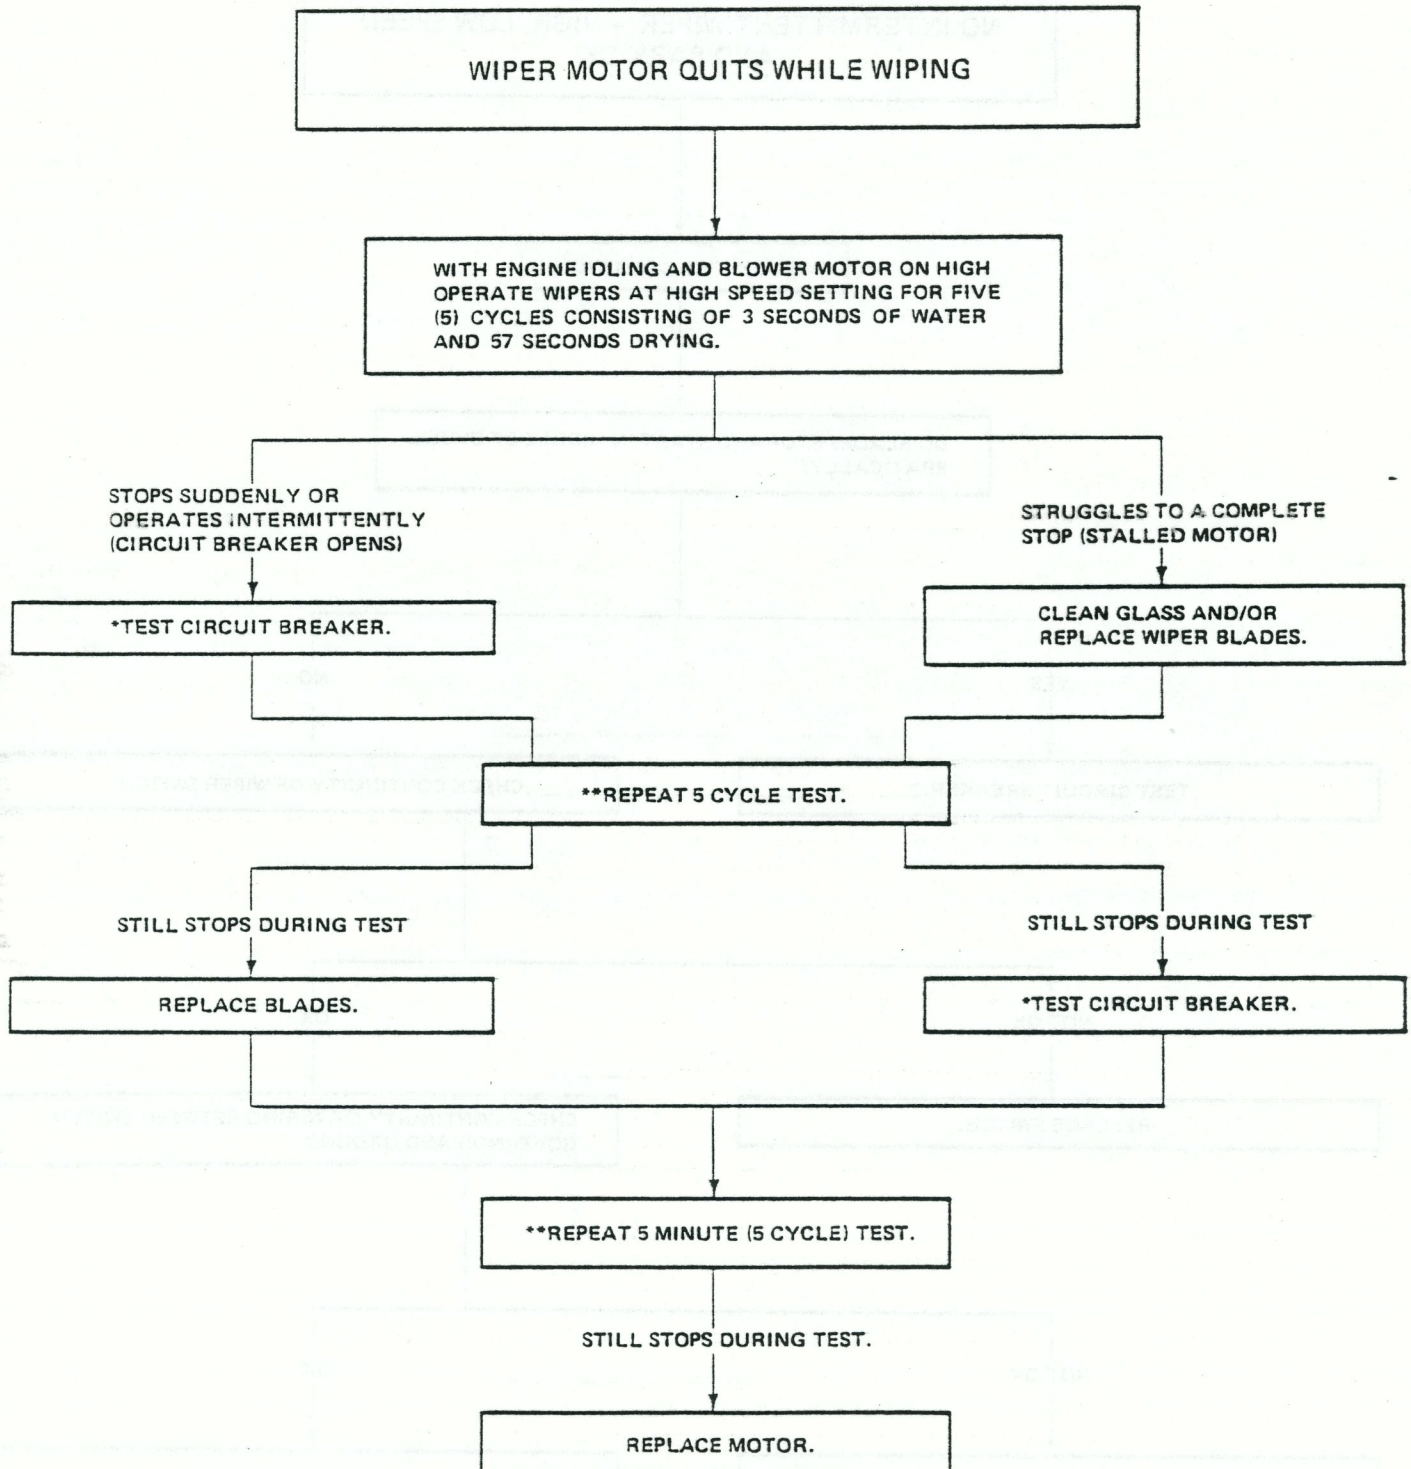 WIPER MOTOR QUITS WHILE WIPING
WITH ENGINE IDLING AND BLOWER MOTOR ON HIGH
OPERATE WIPERS AT HIGH SPEED SETTING FOR FIVE
(5) CYCLES CONSISTING OF 3 SECONDS OF WATER
AND 57 SECONDS DRYING.
STOPS SUDDENLY OR
OPERATES INTERMITTENTLY
(CIRCUIT BREAKER OPENS)
STRUGGLES TO A COMPLETE
STOP (STALLED MOTOR)
*TEST CIRCUIT BREAKER.
CLEAN GLASS AND/OR
REPLACE WIPER BLADES.
**REPEAT 5 CYCLE TEST.
STILL STOPS DURING TEST
STILL STOPS DURING TEST
REPLACE BLADES.
*TEST CIRCUIT BREAKER.
**REPEAT 5 MINUTE (5 CYCLE) TEST.
STILL STOPS DURING TEST.
REPLACE MOTOR.